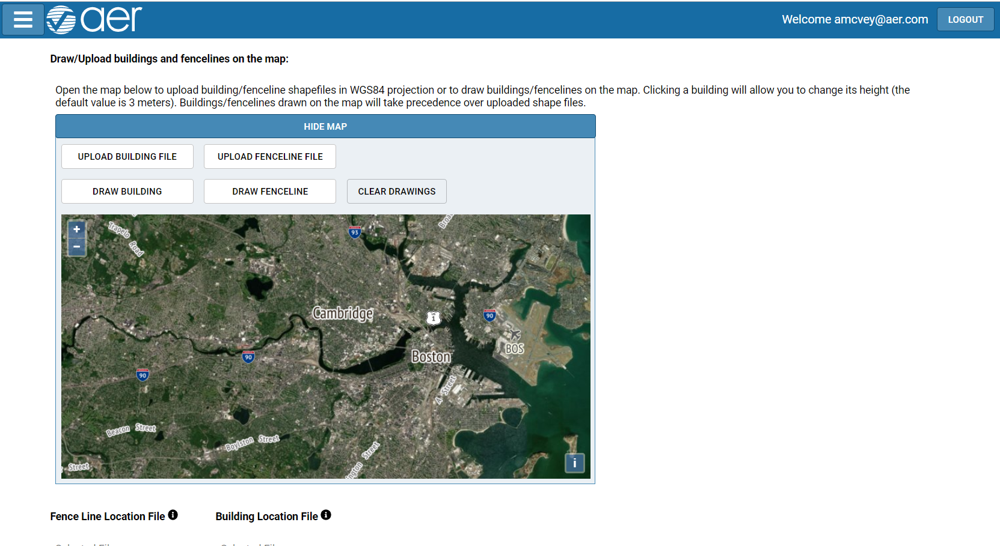 aer
Welcome amcvey@aer.com
LOGOUT
Draw/Upload buildings and fencelines on the map:
Open the map below to upload building/fenceline shapefiles in WGS84 projection or to draw buildings/fencelines on the map. Clicking a building will allow you to change its height (the
default value is 3 meters). Buildings/fencelines drawn on the map will take precedence over uploaded shape files.
HIDE MAP
UPLOAD BUILDING FILE
UPLOAD FENCELINE FILE
DRAW BUILDING
DRAW FENCELINE
CLEAR DRAWINGS
+
−
Trapelo Road
93
Broa
Cambridge
US 1
90
BOS
90
Boston
90
A Street
Beacon Street
Boylston Street
ington Street
Street
i
Fence Line Location File
Building Location File